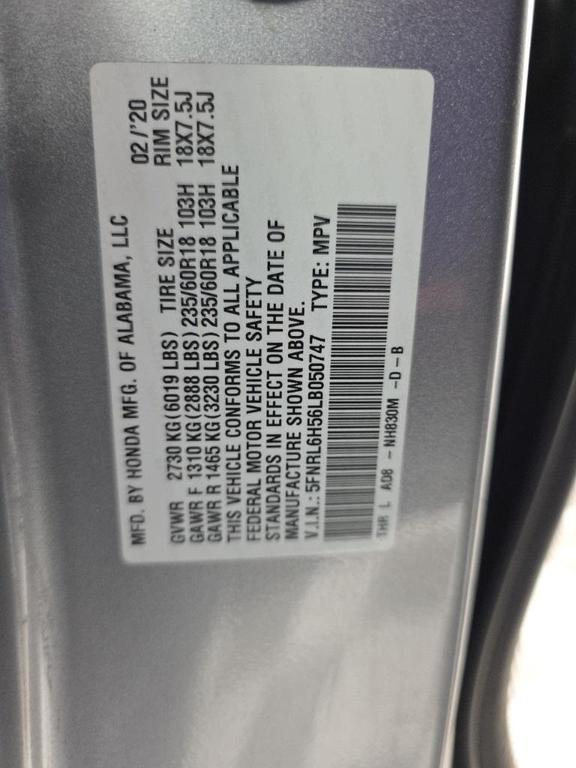 MFD. BY HONDA MFG. OF ALABAMA, LLC 02/'20
GVWR 2730 KG(6019 LBS) TIRE SIZE RIM SIZE
GAWR F 1310 KG(2888 LBS) 235/60R18 103H 18X7.5J
GAWR R 1465 KG(3230 LBS) 235/60R18 103H 18X7.5J
THIS VEHICLE CONFORMS TO ALL APPLICABLE
FEDERAL MOTOR VEHICLE SAFETY
STANDARDS IN EFFECT ON THE DATE OF
MANUFACTURE SHOWN ABOVE.
V.I.N.: 5FNRL6H56LB050747 TYPE: MPV
THR L AD8 - NH830M -D - B